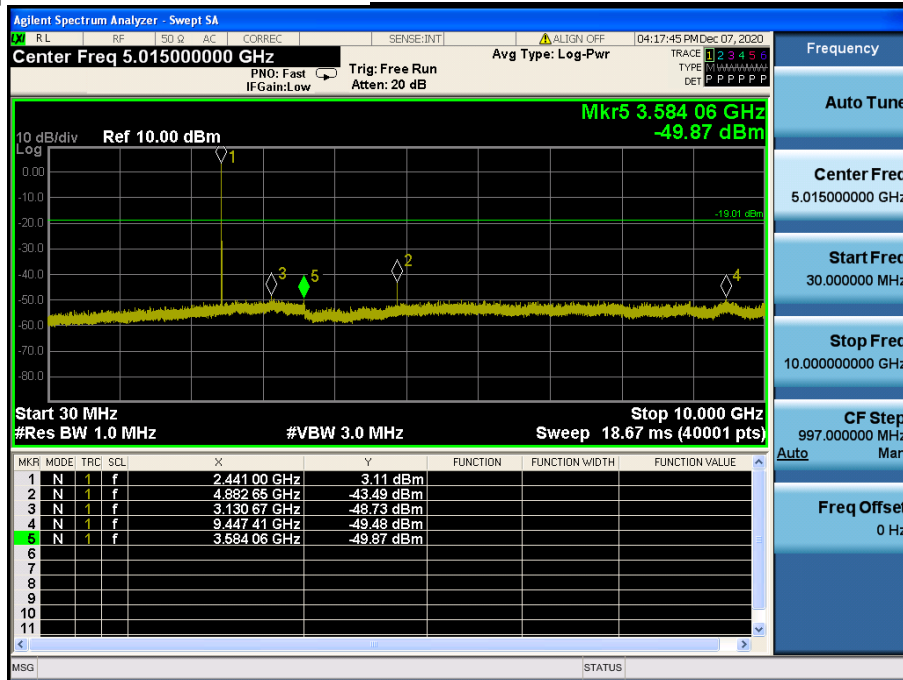 Agilent Spectrum Analyzer - Swept SA
LXI RL RF 50 Ω AC CORREC SENSE:INT ALIGN OFF 04:17:45 PM Dec 07, 2020
Center Freq 5.015000000 GHz
PNO: Fast
IFGain:Low
Trig: Free Run
Atten: 20 dB
Avg Type: Log-Pwr
TRACE 1 2 3 4 5 6
TYPE M WWWWW
DET P P P P P P
Mkr5 3.584 06 GHz
-49.87 dBm
10 dB/div Ref 10.00 dBm
Log
0.00
-10.0
-20.0
-30.0
-40.0
-50.0
-60.0
-70.0
-80.0
-19.01 dBm
1
2
3
4
5
Start 30 MHz
Stop 10.000 GHz
#Res BW 1.0 MHz #VBW 3.0 MHz Sweep 18.67 ms (40001 pts)
MKR MODE TRC SCL X Y FUNCTION FUNCTION WIDTH FUNCTION VALUE
1 N 1 f 2.441 00 GHz 3.11 dBm
2 N 1 f 4.882 65 GHz -43.49 dBm
3 N 1 f 3.130 67 GHz -48.73 dBm
4 N 1 f 9.447 41 GHz -49.48 dBm
5 N 1 f 3.584 06 GHz -49.87 dBm
6
7
8
9
10
11
MSG STATUS
Frequency
Auto Tune
Center Freq
5.015000000 GHz
Start Freq
30.000000 MHz
Stop Freq
10.000000000 GHz
CF Step
997.000000 MHz
Auto Man
Freq Offset
0 Hz